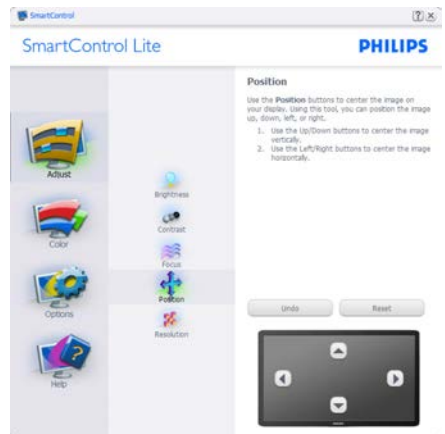 SmartControl
SmartControl Lite
PHILIPS
Adjust
Color
Options
Help
Brightness
Contrast
Focus
Position
Resolution
Position
Use the Position buttons to center the image on
your display. Using this tool, you can position the image
up, down, left, or right.
1. Use the Up/Down buttons to center the image
vertically.
2. Use the Left/Right buttons to center the image
horizontally.
Undo
Reset